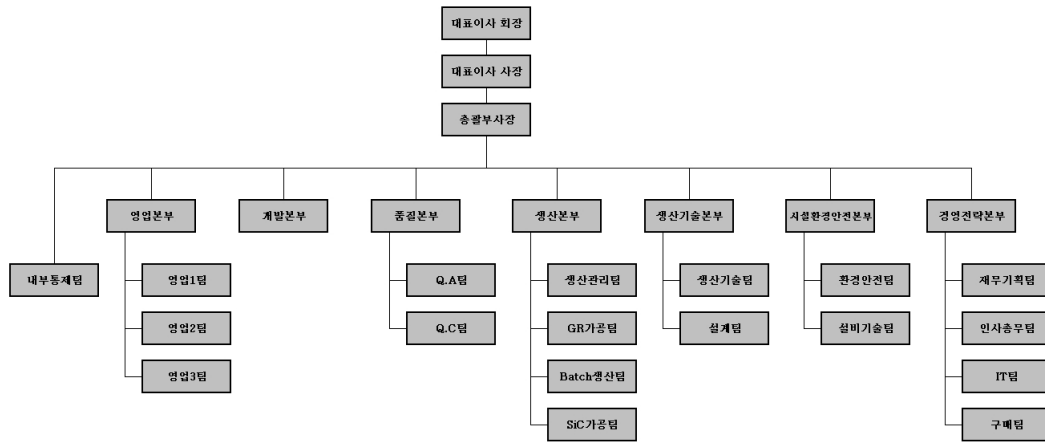 대표이사 회장
대표이사 사장
총괄부사장
영업본부
개발본부
품질본부
생산본부
생산기술본부
시설환경안전본부
경영전략본부
내부통제팀
영업1팀
Q.A팀
생산관리팀
생산기술팀
환경안전팀
재무기획팀
영업2팀
Q.C팀
GR가공팀
설계팀
설비기술팀
인사총무팀
영업3팀
Batch생산팀
IT팀
SiC가공팀
구매팀